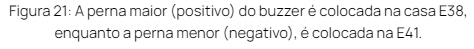 Figura 21: A perna maior (positivo) do buzzer é colocada na casa E38,
enquanto a perna menor (negativo), é colocada na E41.